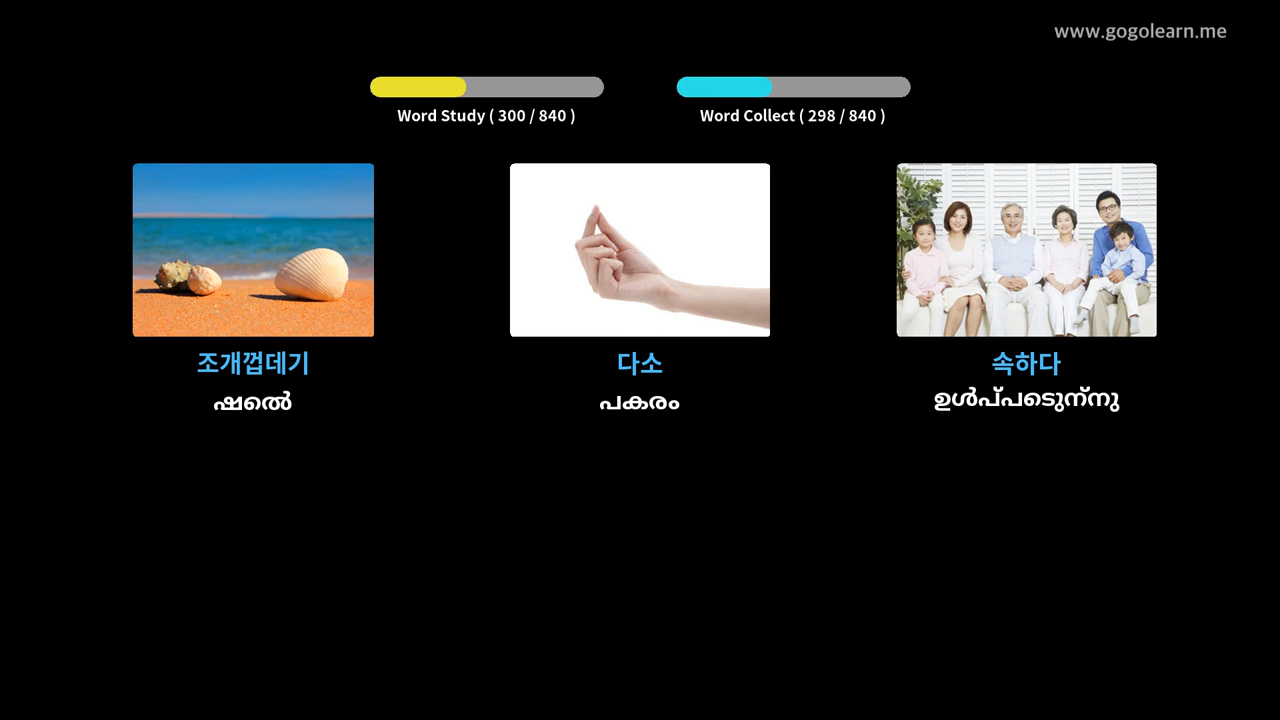 www.gogolearn.me
Word Study ( 300 / 840 )
Word Collect ( 298 / 840 )
조개껍데기
다소
속하다
ഷെൽ
പകരം
ഉൾപ്പടെുന്നു